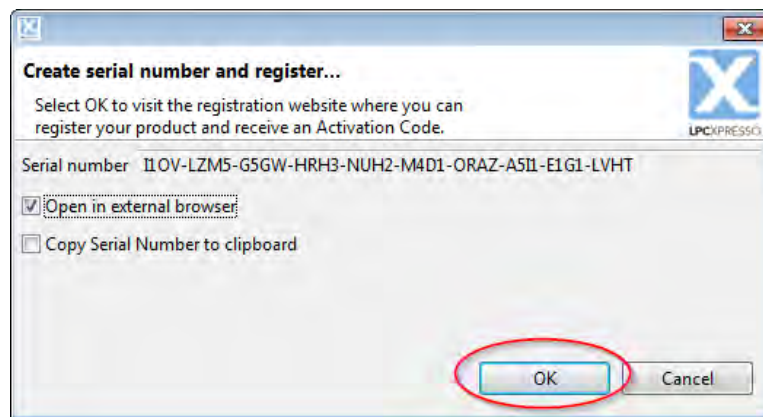 Create serial number and register...
Select OK to visit the registration website where you can
register your product and receive an Activation Code.
LPCXPRESSO
Serial number I1OV-LZM5-G5GW-HRH3-NUH2-M4D1-ORAZ-A5I1-E1G1-LVHT
Open in external browser
Copy Serial Number to clipboard
OK Cancel